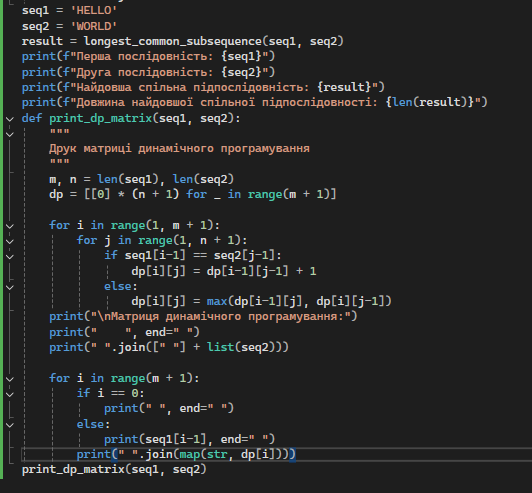 seq1 = 'HELLO'
seq2 = 'WORLD'
result = longest_common_subsequence(seq1, seq2)
print(f"Перша послідовність: {seq1}")
print(f"Друга послідовність: {seq2}")
print(f"Найдовша спільна підпослідовність: {result}")
print(f"Довжина найдовшої спільної підпослідовності: {len(result)}")
def print_dp_matrix(seq1, seq2):
    """
    Друк матриці динамічного програмування
    """
    m, n = len(seq1), len(seq2)
    dp = [[0] * (n + 1) for _ in range(m + 1)]

    for i in range(1, m + 1):
        for j in range(1, n + 1):
            if seq1[i-1] == seq2[j-1]:
                dp[i][j] = dp[i-1][j-1] + 1
            else:
                dp[i][j] = max(dp[i-1][j], dp[i][j-1])
    print("\nМатриця динамічного програмування:")
    print("    ", end=" ")
    print(" ".join([" "] + list(seq2)))

    for i in range(m + 1):
        if i == 0:
            print(" ", end=" ")
        else:
            print(seq1[i-1], end=" ")
        print(" ".join(map(str, dp[i])))
print_dp_matrix(seq1, seq2)